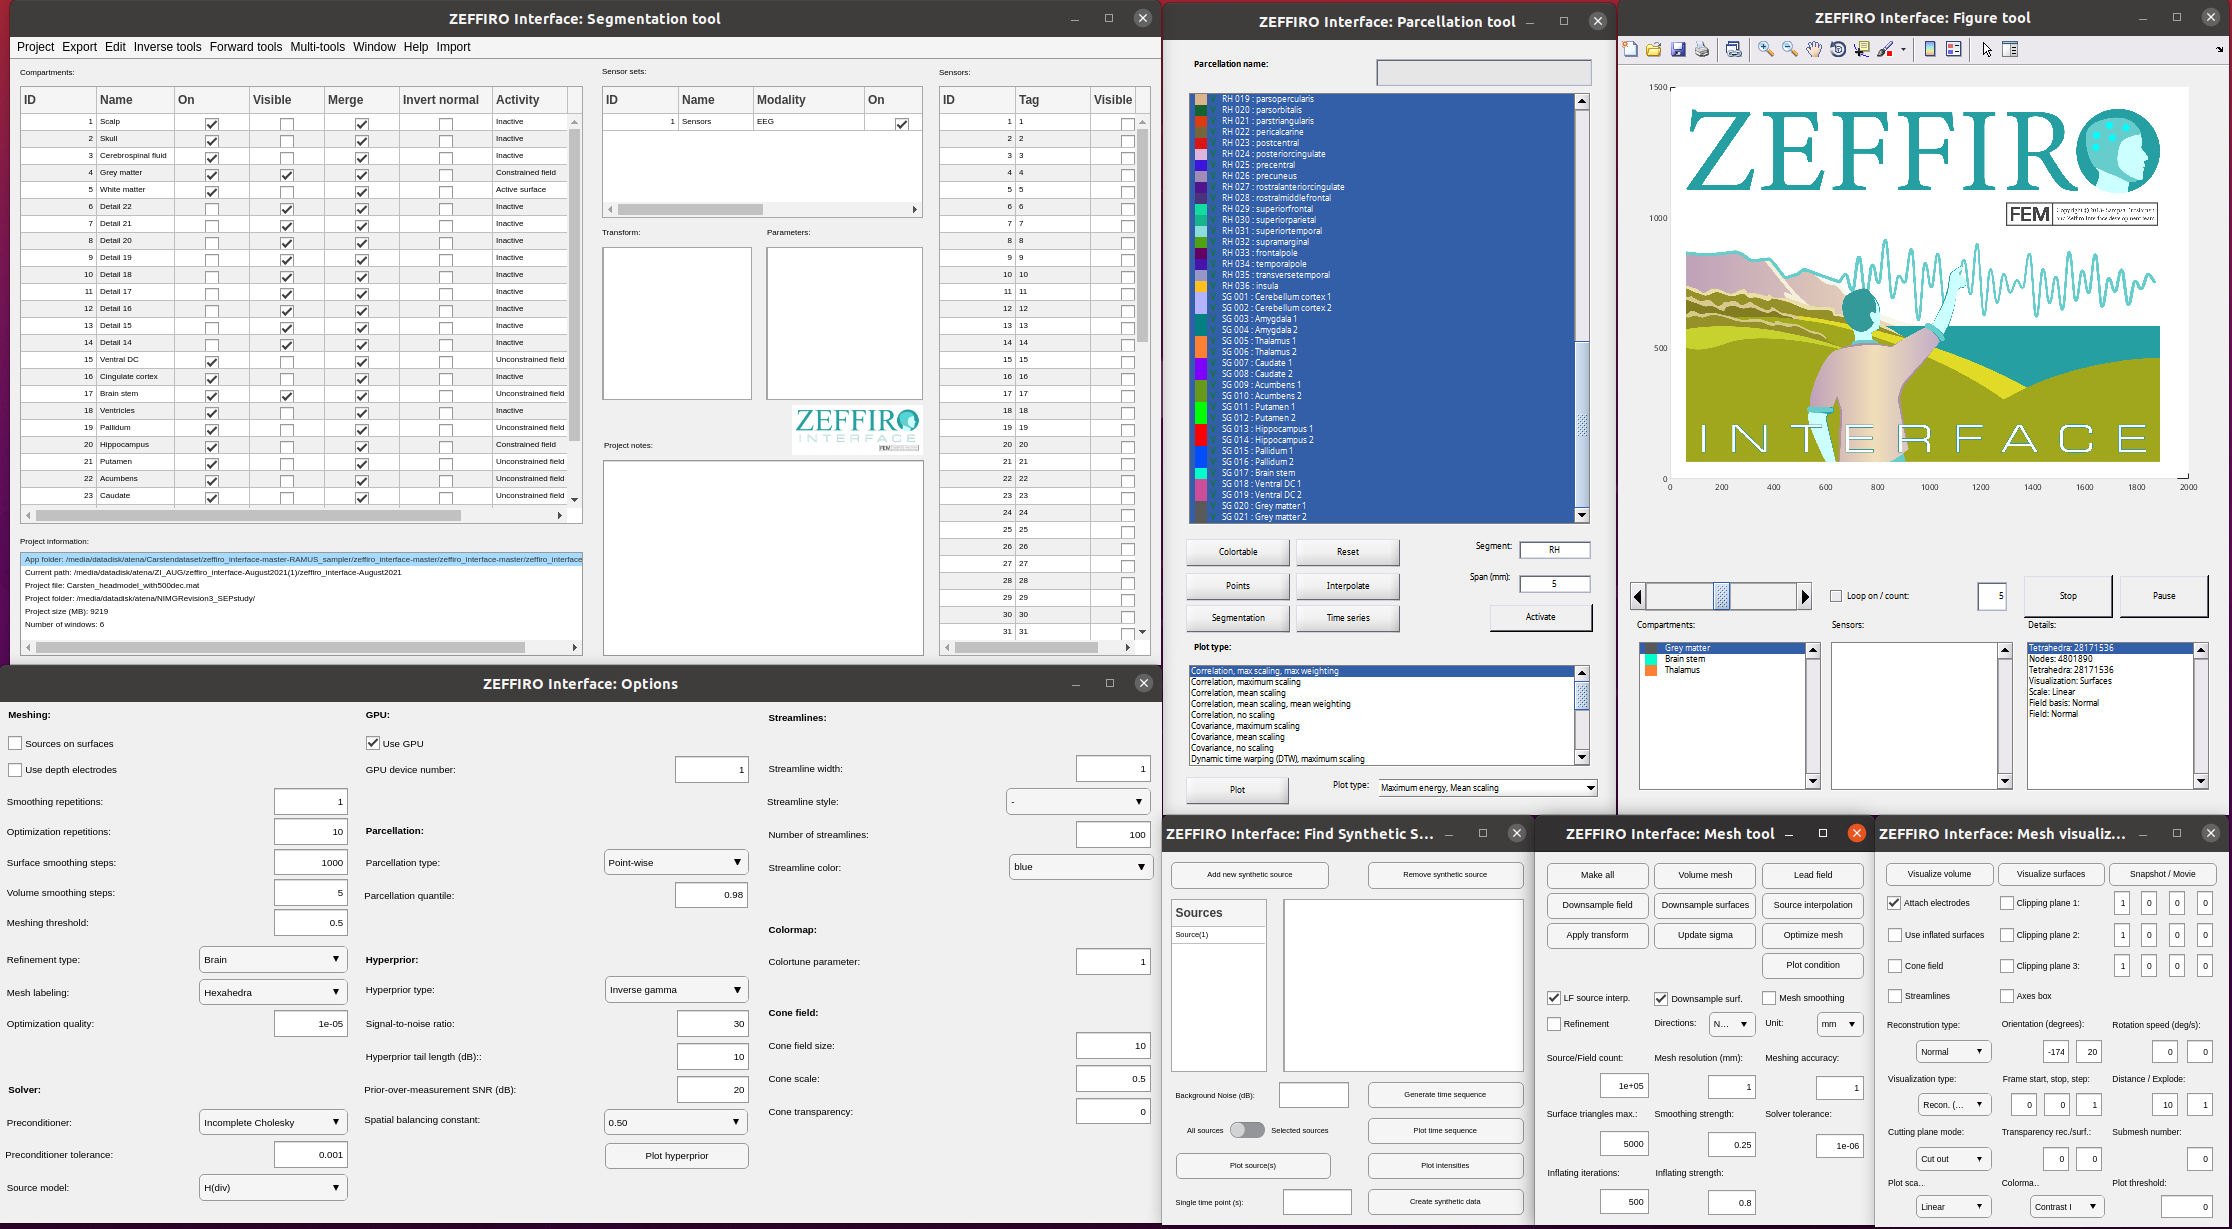 ZEFFIRO Interface: Segmentation tool
Project Export Edit Inverse tools Forward tools Multi-tools Window Help Import
Compartments:
ID Name On Visible Merge Invert normal Activity
1 Scalp Inactive
2 Skull Inactive
3 Cerebrospinal fluid Inactive
4 Grey matter Constrained field
5 White matter Active surface
6 Detail 22 Inactive
7 Detail 21 Inactive
8 Detail 20 Inactive
9 Detail 19 Inactive
10 Detail 18 Inactive
11 Detail 17 Inactive
12 Detail 16 Inactive
13 Detail 15 Inactive
14 Detail 14 Inactive
15 Ventral DC Unconstrained field
16 Cingulate cortex Inactive
17 Brain stem Unconstrained field
18 Ventricles Inactive
19 Pallidum Unconstrained field
20 Hippocampus Constrained field
21 Putamen Unconstrained field
22 Acumbens Unconstrained field
23 Caudate Unconstrained field
Project information:
App folder: /media/datadisk/atena/Carstendataset/zeffiro_interface-master-RAMUS_sampler/zeffiro_interface-master/zeffiro_interface-master/zeffiro_interface
Current path: /media/datadisk/atena/ZI_AUG/zeffiro_interface-August2021(1)/zeffiro_interface-August2021
Project file: Carsten_headmodel_with500dec.mat
Project folder: /media/datadisk/atena/NIMGRevision3_SEPstudy/
Project size (MB): 9219
Number of windows: 6
Sensor sets:
ID Name Modality On
1 Sensors EEG
Transform: Parameters:
ZEFFIRO
INTERFACE
FEM
Project notes:
Sensors:
ID Tag Visible
1 1
2 2
3 3
4 4
5 5
6 6
7 7
8 8
9 9
10 10
11 11
12 12
13 13
14 14
15 15
16 16
17 17
18 18
19 19
20 20
21 21
22 22
23 23
24 24
25 25
26 26
27 27
28 28
29 29
30 30
31 31
ZEFFIRO Interface: Parcellation tool
Parcellation name:
RH 019 : parsopercularis
RH 020 : parsorbitalis
RH 021 : parstriangularis
RH 022 : pericalcarine
RH 023 : postcentral
RH 024 : posteriorcingulate
RH 025 : precentral
RH 026 : precuneus
RH 027 : rostralanteriorcingulate
RH 028 : rostralmiddlefrontal
RH 029 : superiorfrontal
RH 030 : superiorparietal
RH 031 : superiortemporal
RH 032 : supramarginal
RH 033 : frontalpole
RH 034 : temporalpole
RH 035 : transversetemporal
RH 036 : insula
SG 001 : Cerebellum cortex 1
SG 002 : Cerebellum cortex 2
SG 003 : Amygdala 1
SG 004 : Amygdala 2
SG 005 : Thalamus 1
SG 006 : Thalamus 2
SG 007 : Caudate 1
SG 008 : Caudate 2
SG 009 : Acumbens 1
SG 010 : Acumbens 2
SG 011 : Putamen 1
SG 012 : Putamen 2
SG 013 : Hippocampus 1
SG 014 : Hippocampus 2
SG 015 : Pallidum 1
SG 016 : Pallidum 2
SG 017 : Brain stem
SG 018 : Ventral DC 1
SG 019 : Ventral DC 2
SG 020 : Grey matter 1
SG 021 : Grey matter 2
Colortable Reset Segment: RH
Points Interpolate Span (mm): 5
Segmentation Time series Activate
Plot type:
Correlation, max scaling, max weighting
Correlation, maximum scaling
Correlation, mean scaling
Correlation, mean scaling, mean weighting
Correlation, no scaling
Covariance, maximum scaling
Covariance, mean scaling
Covariance, no scaling
Dynamic time warping (DTW), maximum scaling
Plot Plot type: Maximum energy, Mean scaling
ZEFFIRO Interface: Figure tool
1500
1000
500
0
0 200 400 600 800 1000 1200 1400 1600 1800 2000
ZEFFIRO
FEM
INTERFACE
Loop on / count: 5 Stop Pause
Compartments: Sensors: Details:
Grey matter
Brain stem
Thalamus
Tetrahedra: 28171536
Nodes: 4801890
Tetrahedra: 28171536
Visualization: Surfaces
Scale: Linear
Field basis: Normal
Field: Normal
ZEFFIRO Interface: Options
Meshing:
Sources on surfaces
Use depth electrodes
Smoothing repetitions: 1
Optimization repetitions: 10
Surface smoothing steps: 1000
Volume smoothing steps: 5
Meshing threshold: 0.5
Refinement type: Brain
Mesh labeling: Hexahedra
Optimization quality: 1e-05
Solver:
Preconditioner: Incomplete Cholesky
Preconditioner tolerance: 0.001
Source model: H(div)
GPU:
Use GPU
GPU device number: 1
Parcellation:
Parcellation type: Point-wise
Parcellation quantile: 0.98
Hyperprior:
Hyperprior type: Inverse gamma
Signal-to-noise ratio: 30
Hyperprior tail length (dB):: 10
Prior-over-measurement SNR (dB): 20
Spatial balancing constant: 0.50
Plot hyperprior
Streamlines:
Streamline width: 1
Streamline style: -
Number of streamlines: 100
Streamline color: blue
Colormap:
Colortune parameter: 1
Cone field:
Cone field size: 10
Cone scale: 0.5
Cone transparency: 0
ZEFFIRO Interface: Find Synthetic S...
Add new synthetic source Remove synthetic source
Sources
Source(1)
Background Noise (dB): Generate time sequence
All sources Selected sources Plot time sequence
Plot source(s) Plot intensities
Single time point (s): Create synthetic data
ZEFFIRO Interface: Mesh tool
Make all Volume mesh Lead field
Downsample field Downsample surfaces Source interpolation
Apply transform Update sigma Optimize mesh
Plot condition
LF source interp. Downsample surf. Mesh smoothing
Refinement Directions: N... Unit: mm
Source/Field count: Mesh resolution (mm): Meshing accuracy:
1e+05 1 1
Surface triangles max.: Smoothing strength: Solver tolerance:
5000 0.25 1e-06
Inflating iterations: Inflating strength:
500 0.8
ZEFFIRO Interface: Mesh visualiz...
Visualize volume Visualize surfaces Snapshot / Movie
Attach electrodes Clipping plane 1: 1 0 0 0
Use inflated surfaces Clipping plane 2: 1 0 0 0
Cone field Clipping plane 3: 1 0 0 0
Streamlines Axes box
Reconstrution type: Orientation (degrees): Rotation speed (deg/s):
Normal -174 20 0 0
Visualization type: Frame start, stop, step: Distance / Explode:
Recon. (... 0 0 1 10 1
Cutting plane mode: Transparency rec./surf.: Submesh number:
Cut out 0 0 0
Plot sca.. Colorma.. Plot threshold:
Linear Contrast I 0